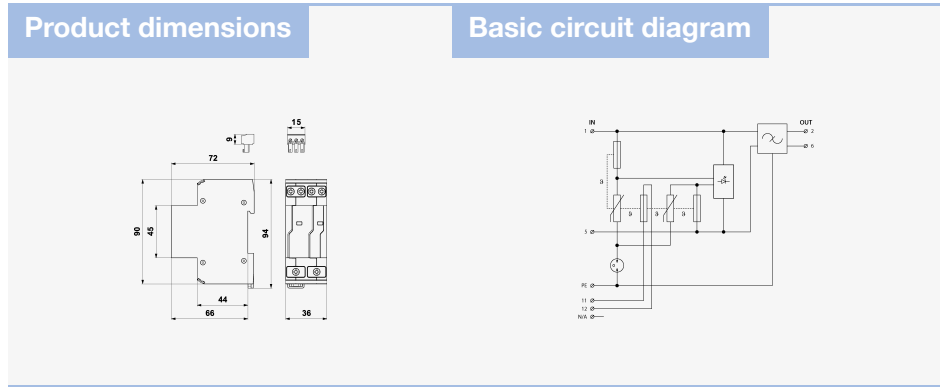 Product dimensions
Basic circuit diagram
15
9
72
90
45
94
44
66
36
IN
OUT
1
2
6
5
PE
11
12
N/A
ϑ
ϑ
ϑ
ϑ